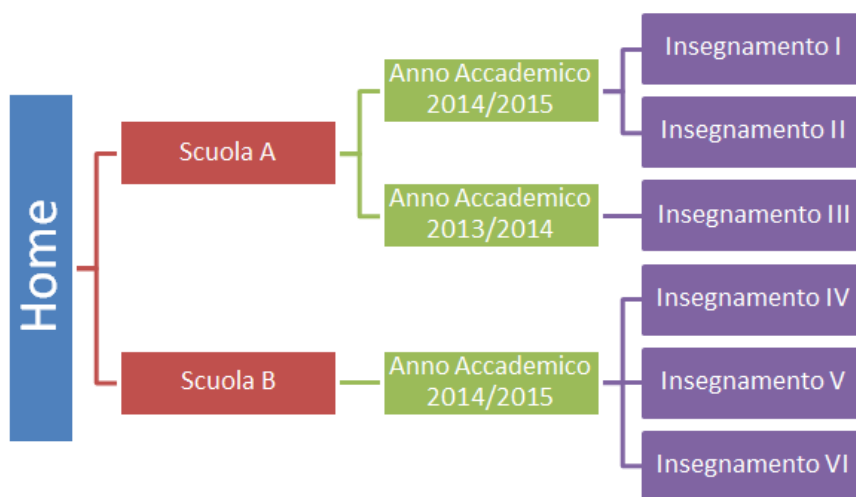 Home
Scuola A
Anno Accademico
2014/2015
Insegnamento I
Insegnamento II
Anno Accademico
2013/2014
Insegnamento III
Scuola B
Anno Accademico
2014/2015
Insegnamento IV
Insegnamento V
Insegnamento VI